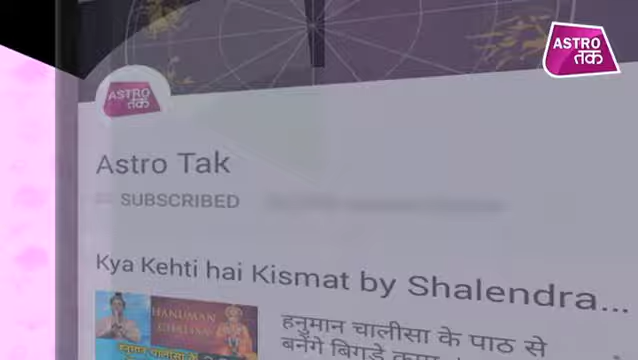 ASTRO
तक
ASTRO
तक
Astro Tak
SUBSCRIBED
Kya Kehti hai Kismat by Shalendra...
HANUMAN
CHALISA
हनुमान चालीसा के पाठ से
बनेंगे बिगड़े काम